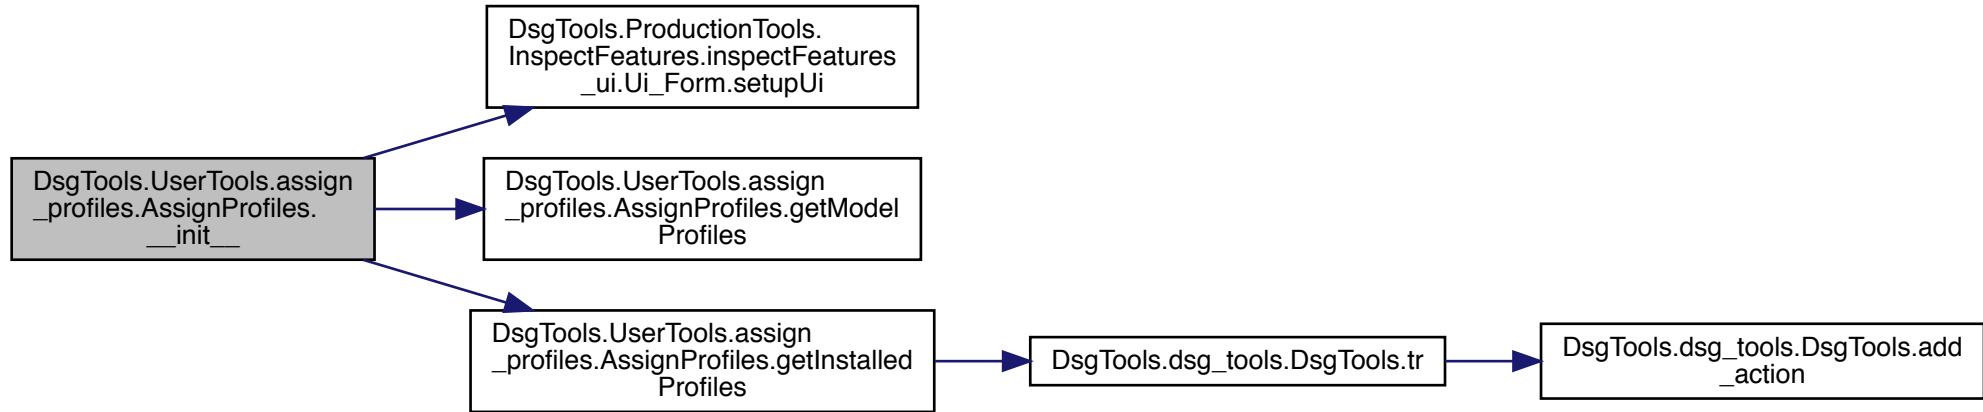 DsgTools.ProductionTools.
InspectFeatures.inspectFeatures
_ui.Ui_Form.setupUi
DsgTools.UserTools.assign
_profiles.AssignProfiles.
__init__
DsgTools.UserTools.assign
_profiles.AssignProfiles.getModel
Profiles
DsgTools.UserTools.assign
_profiles.AssignProfiles.getInstalled
Profiles
DsgTools.dsg_tools.DsgTools.tr
DsgTools.dsg_tools.DsgTools.add
_action